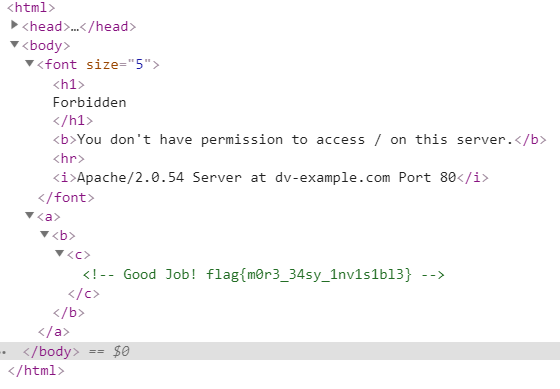 <html>
<head>…</head>
<body>
<font size="5">
<h1>
Forbidden
</h1>
<b>You don't have permission to access / on this server.</b>
<hr>
<i>Apache/2.0.54 Server at dv-example.com Port 80</i>
</font>
<a>
<b>
<c>
<!-- Good Job! flag{m0r3_34sy_1nv1s1bl3} -->
</c>
</b>
</a>
</body> == $0
</html>